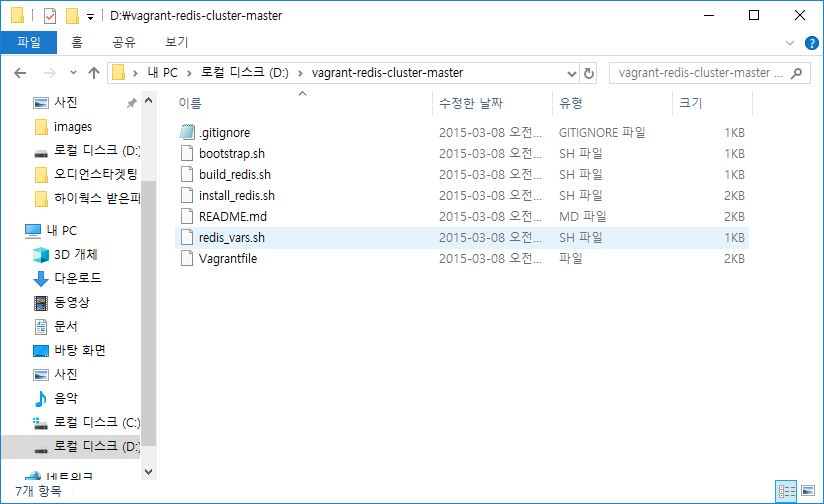 D:\vagrant-redis-cluster-master
파일 홈 공유 보기
내 PC 로컬 디스크 (D:) vagrant-redis-cluster-master
vagrant-redis-cluster-master ...
사진
images
로컬 디스크 (D:)
오디언스타겟팅
하이웍스 받은파
내 PC
3D 개체
다운로드
동영상
문서
바탕 화면
사진
음악
로컬 디스크 (C:)
로컬 디스크 (D:)
네트워크
이름 수정한 날짜 유형 크기
.gitignore 2015-03-08 오전... GITIGNORE 파일 1KB
bootstrap.sh 2015-03-08 오전... SH 파일 1KB
build_redis.sh 2015-03-08 오전... SH 파일 1KB
install_redis.sh 2015-03-08 오전... SH 파일 2KB
README.md 2015-03-08 오전... MD 파일 2KB
redis_vars.sh 2015-03-08 오전... SH 파일 1KB
Vagrantfile 2015-03-08 오전... 파일 2KB
7개 항목